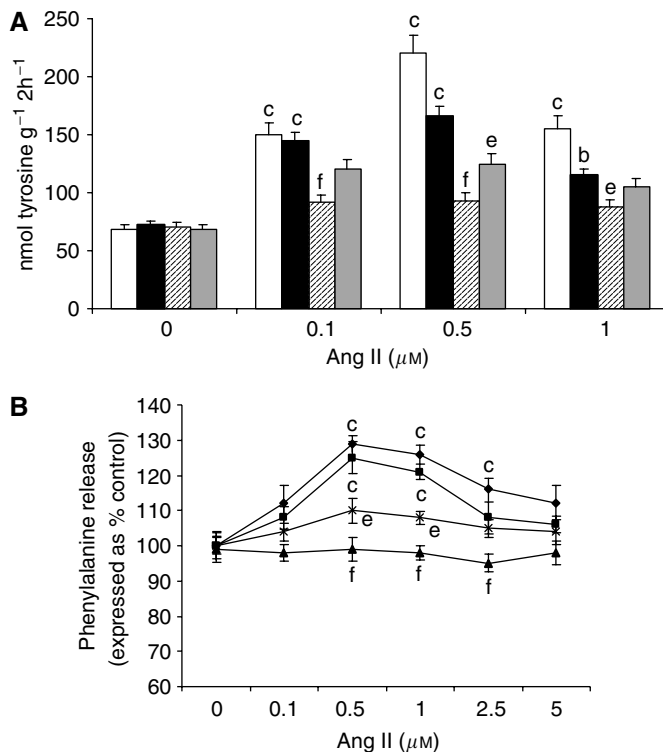 A
250
200
150
100
50
0
nmol tyrosine g⁻¹ 2h⁻¹
c c f
c c f e
c b e
0 0.1 0.5 1
Ang II (μM)
B
140
130
120
110
100
90
80
70
60
Phenylalanine release
(expressed as % control)
c c c
c c
e e
f f f
0 0.1 0.5 1 2.5 5
Ang II (μM)